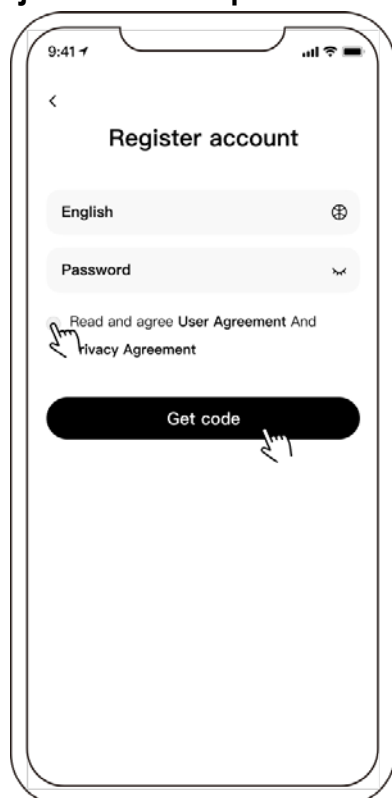 9:41
Register account
English
Password
Read and agree User Agreement And
rivacy Agreement
Get code